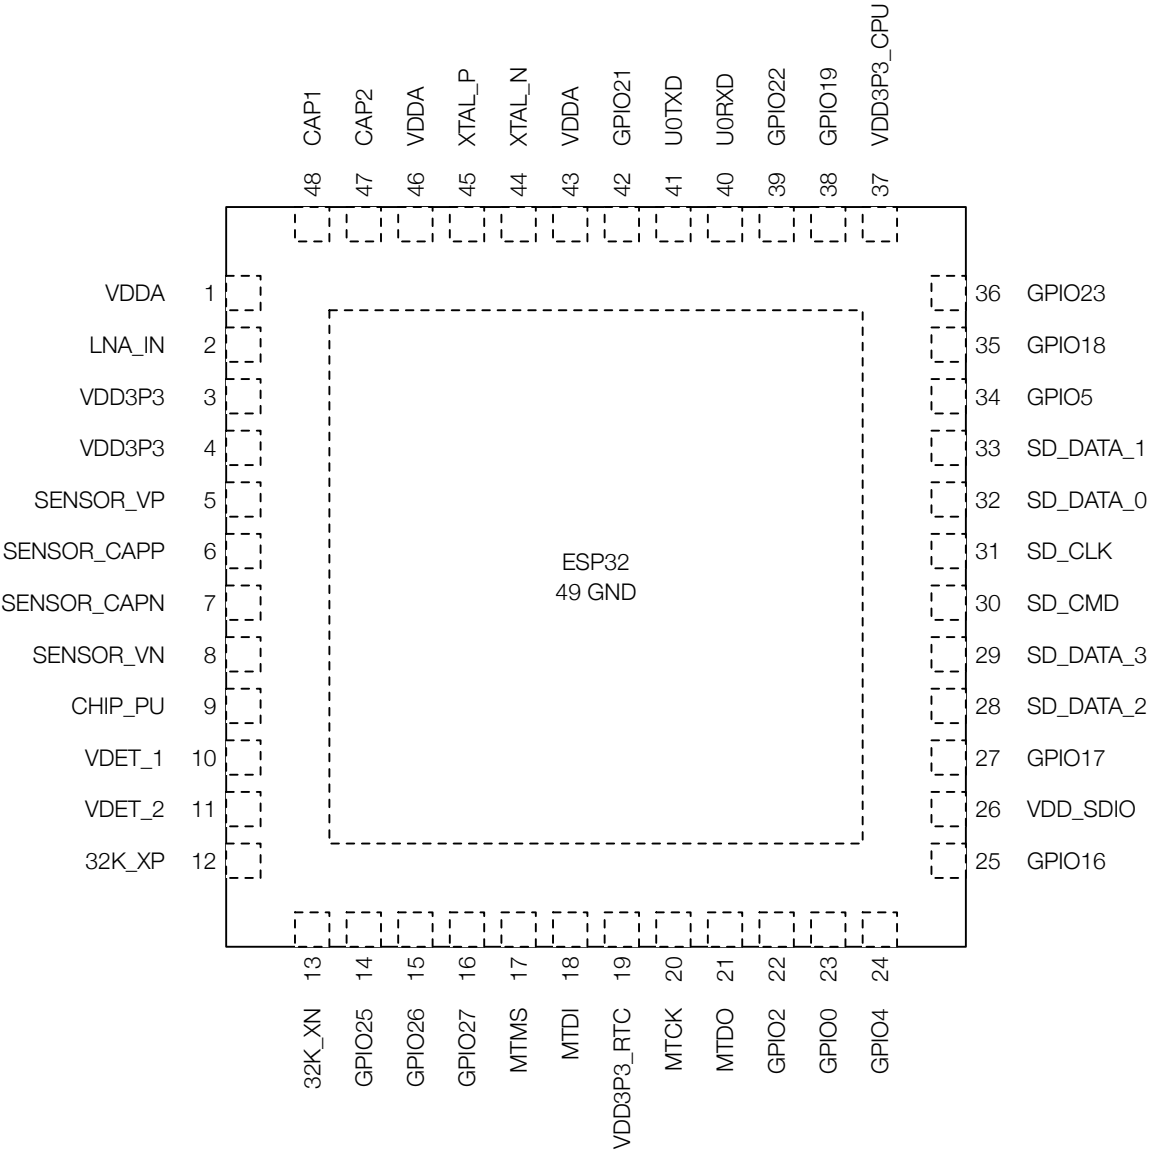 CAP1
CAP2
VDDA
XTAL_P
XTAL_N
VDDA
GPIO21
U0TXD
U0RXD
GPIO22
GPIO19
VDD3P3_CPU
48
47
46
45
44
43
42
41
40
39
38
37
VDDA 1
LNA_IN 2
VDD3P3 3
VDD3P3 4
SENSOR_VP 5
SENSOR_CAPP 6
SENSOR_CAPN 7
SENSOR_VN 8
CHIP_PU 9
VDET_1 10
VDET_2 11
32K_XP 12
ESP32
49 GND
36 GPIO23
35 GPIO18
34 GPIO5
33 SD_DATA_1
32 SD_DATA_0
31 SD_CLK
30 SD_CMD
29 SD_DATA_3
28 SD_DATA_2
27 GPIO17
26 VDD_SDIO
25 GPIO16
13
14
15
16
17
18
19
20
21
22
23
24
32K_XN
GPIO25
GPIO26
GPIO27
MTMS
MTDI
VDD3P3_RTC
MTCK
MTDO
GPIO2
GPIO0
GPIO4